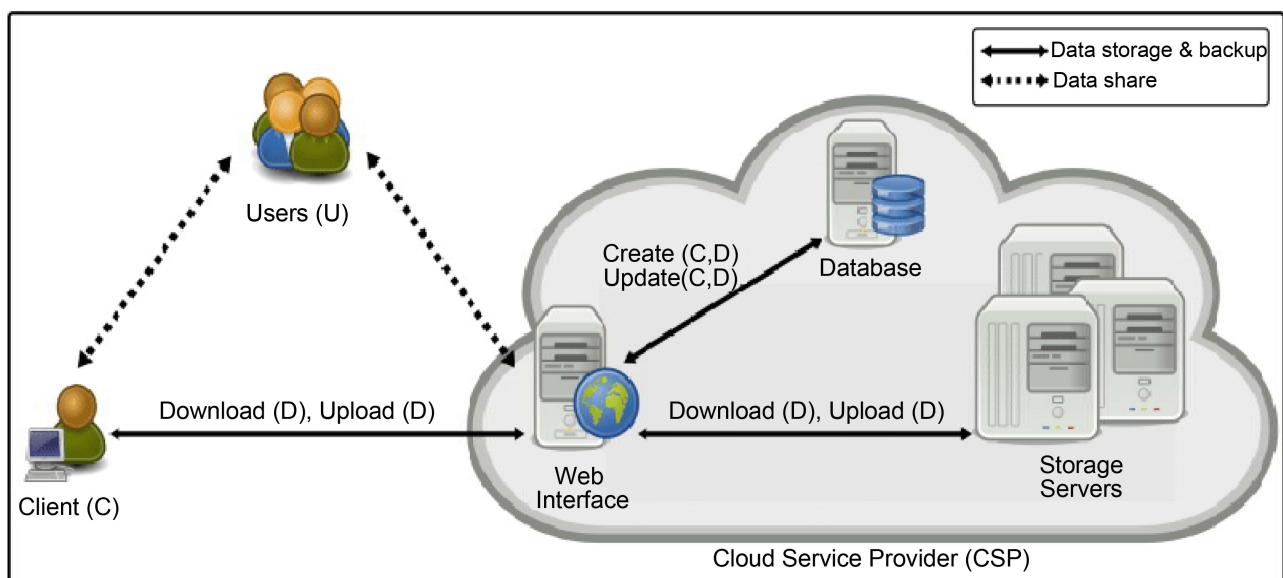 Data storage & backup
Data share
Users (U)
Create (C,D)
Update(C,D)
Database
Download (D), Upload (D)
Download (D), Upload (D)
Client (C)
Web
Interface
Storage
Servers
Cloud Service Provider (CSP)